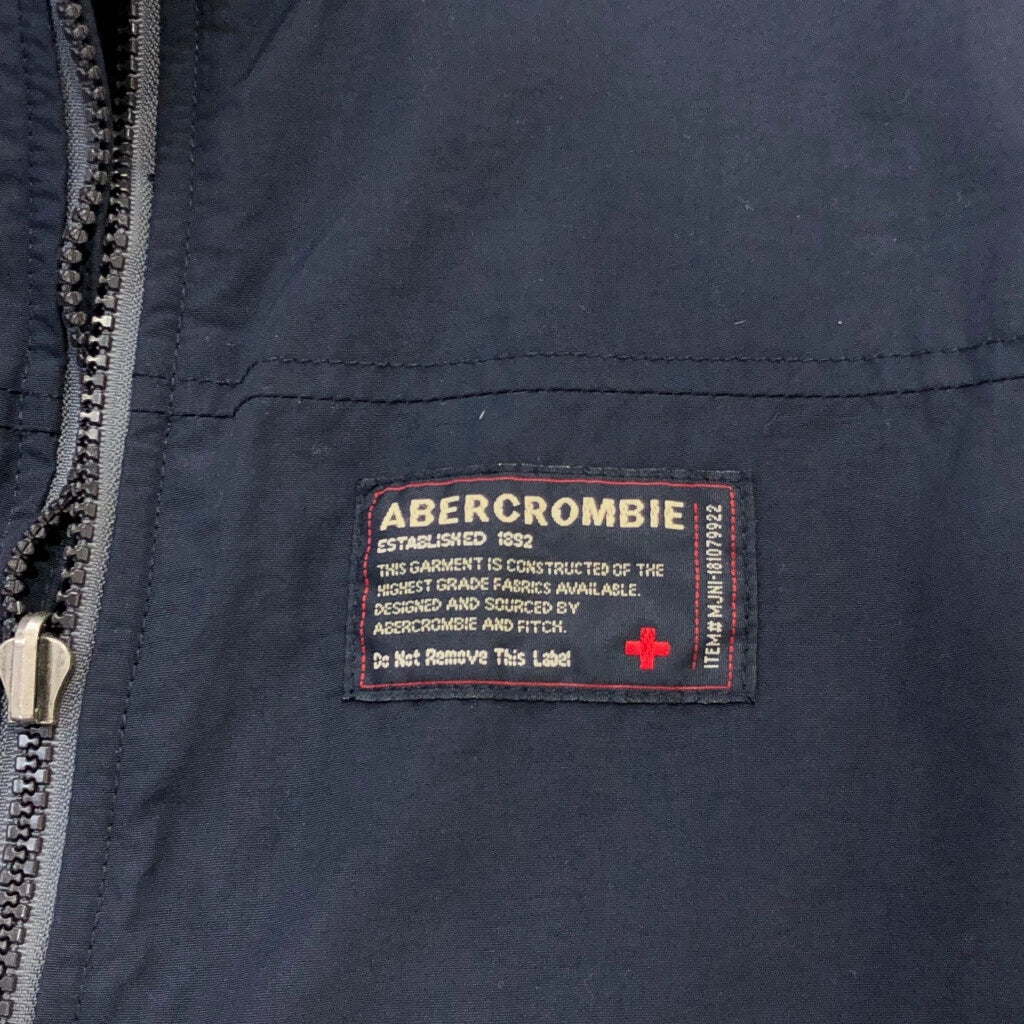 ABERCROMBIE
ESTABLISHED 1892
THIS GARMENT IS CONSTRUCTED OF THE
HIGHEST GRADE FABRICS AVAILABLE.
DESIGNED AND SOURCED BY
ABERCROMBIE AND FITCH.
Do Not Remove This Label
ITEM# MJNI-181079922